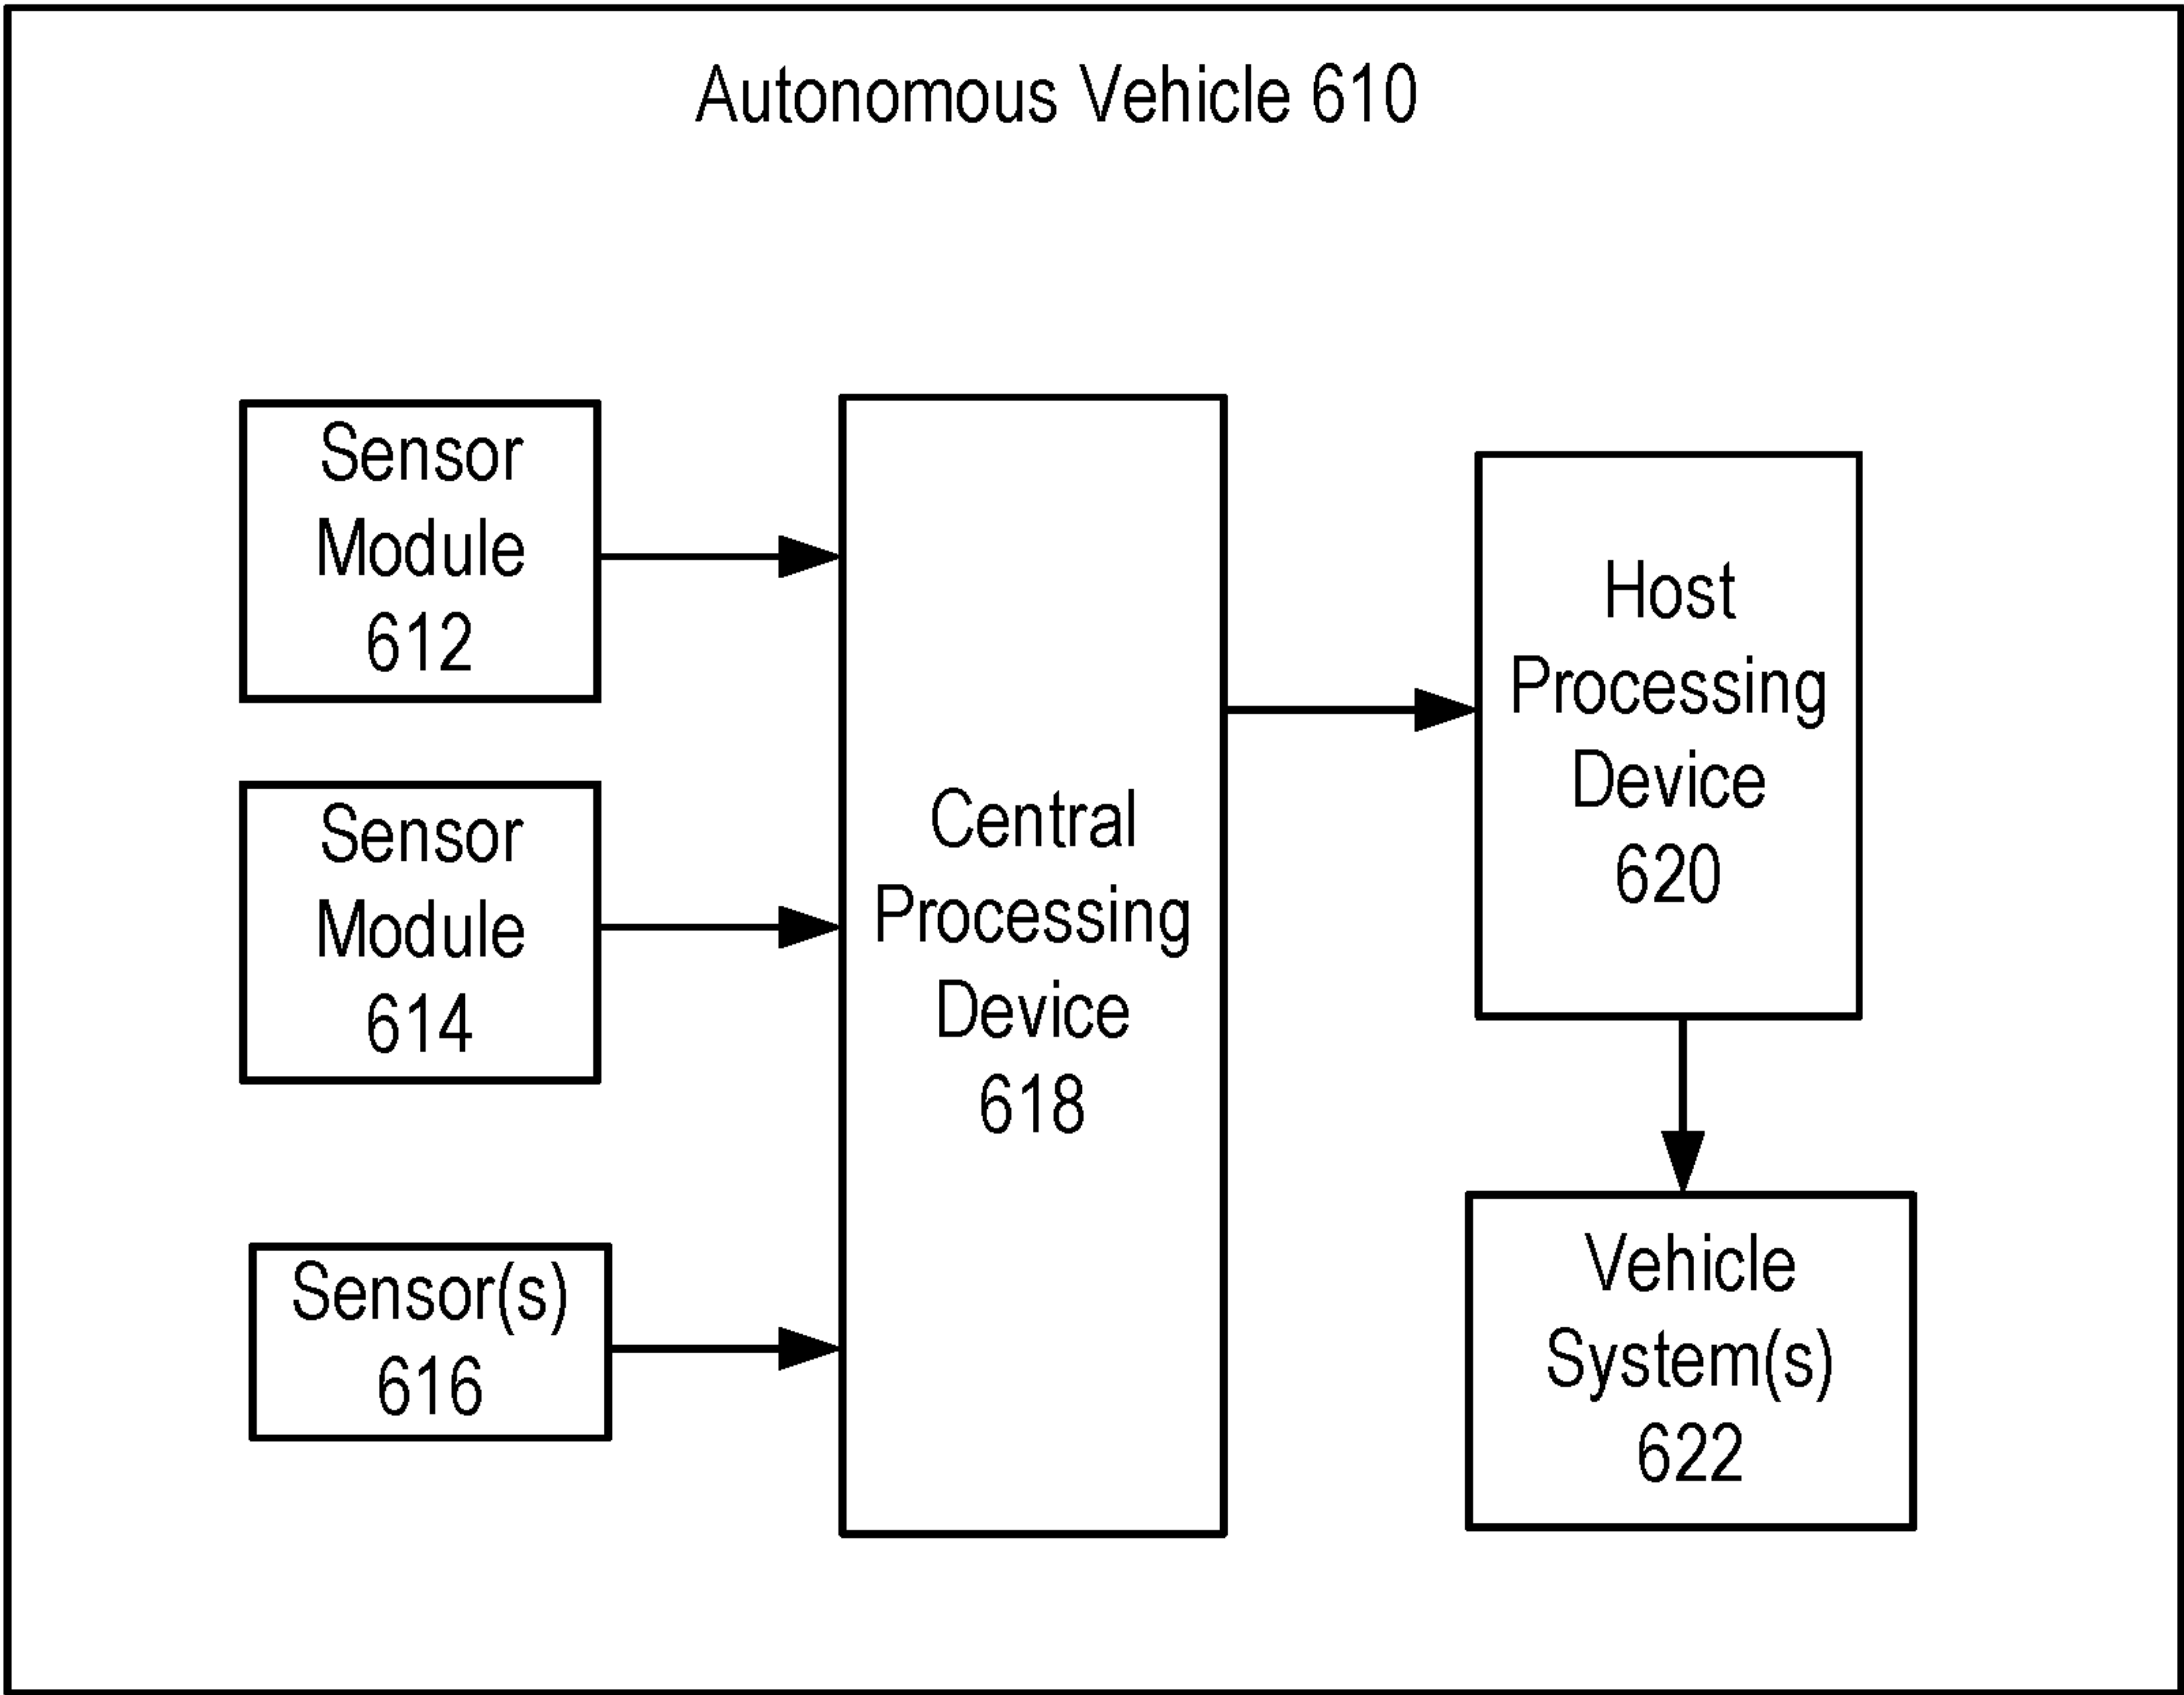 Autonomous Vehicle 610
Sensor
Module
612
Sensor
Module
614
Sensor(s)
616
Central
Processing
Device
618
Host
Processing
Device
620
Vehicle
System(s)
622